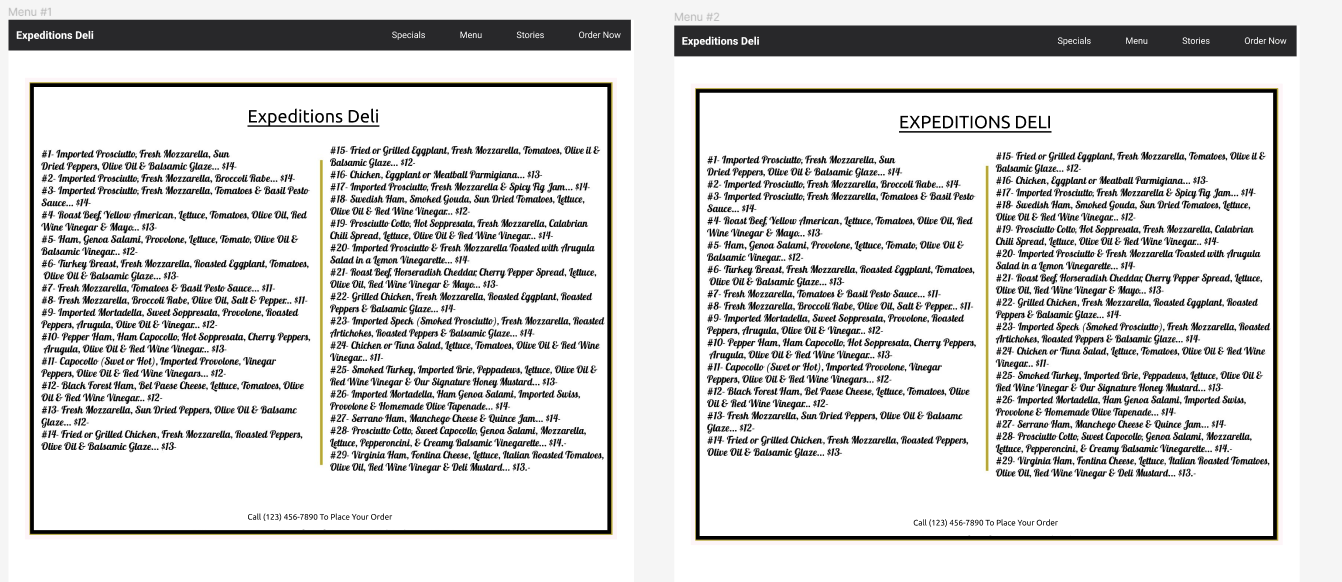 Menu #1
Expeditions Deli
Specials
Menu
Stories
Order Now
Expeditions Deli
#1- Imported Prosciutto, Fresh Mozzarella, Sun
Dried Peppers, Olive Oil & Balsamic Glaze... $14-
#2- Imported Prosciutto, Fresh Mozzarella, Broccoli Rabe... $14-
#3- Imported Prosciutto, Fresh Mozzarella, Tomatoes & Basil Pesto
Sauce... $14-
#4- Roast Beef, Yellow American, Lettuce, Tomatoes, Olive Oil, Red
Wine Vinegar & Mayo... $13-
#5- Ham, Genoa Salami, Provolone, Lettuce, Tomato, Olive Oil &
Balsamic Vinegar... $12-
#6- Turkey Breast, Fresh Mozzarella, Roasted Eggplant, Tomatoes,
Olive Oil & Balsamic Glaze... $13-
#7- Fresh Mozzarella, Tomatoes & Basil Pesto Sauce... $11-
#8- Fresh Mozzarella, Broccoli Rabe, Olive Oil, Salt & Pepper... $11-
#9- Imported Mortadella, Sweet Soppresata, Provolone, Roasted
Peppers, Arugula, Olive Oil & Vinegar... $12-
#10- Pepper Ham, Ham Capocollo, Hot Soppresata, Cherry Peppers,
Arugula, Olive Oil & Red Wine Vinegar... $13-
#11- Capocollo (Swet or Hot), Imported Provolone, Vinegar
Peppers, Olive Oil & Red Wine Vinegars... $12-
#12- Black Forest Ham, Bel Paese Cheese, Lettuce, Tomatoes, Olive
Oil & Red Wine Vinegar... $12-
#13- Fresh Mozzarella, Sun Dried Peppers, Olive Oil & Balsamc
Glaze... $12-
#14- Fried or Grilled Chicken, Fresh Mozzarella, Roasted Peppers,
Olive Oil & Balsamic Glaze... $13-
#15- Fried or Grilled Eggplant, Fresh Mozzarella, Tomatoes, Olive il &
Balsamic Glaze... $12-
#16- Chicken, Eggplant or Meatball Parmigiana... $13-
#17- Imported Prosciutto, Fresh Mozzarella & Spicy Fig Jam... $14-
#18- Swedish Ham, Smoked Gouda, Sun Dried Tomatoes, Lettuce,
Olive Oil & Red Wine Vinegar... $12-
#19- Prosciutto Cotto, Hot Soppresata, Fresh Mozzarella, Calabrian
Chili Spread, Lettuce, Olive Oil & Red Wine Vinegar... $14-
#20- Imported Prosciutto & Fresh Mozzarella Toasted with Arugula
Salad in a Lemon Vinegarette... $14-
#21- Roast Beef, Horseradish Cheddar, Cherry Pepper Spread, Lettuce,
Olive Oil, Red Wine Vinegar & Mayo... $13-
#22- Grilled Chicken, Fresh Mozzarella, Roasted Eggplant, Roasted
Peppers & Balsamic Glaze... $14-
#23- Imported Speck (Smoked Prosciutto), Fresh Mozzarella, Roasted
Artichokes, Roasted Peppers & Balsamic Glaze... $14-
#24- Chicken or Tuna Salad, Lettuce, Tomatoes, Olive Oil & Red Wine
Vinegar... $11-
#25- Smoked Turkey, Imported Brie, Peppadews, Lettuce, Olive Oil &
Red Wine Vinegar & Our Signature Honey Mustard... $13-
#26- Imported Mortadella, Ham Genoa Salami, Imported Swiss,
Provolone & Homemade Olive Tapenade... $14-
#27- Serrano Ham, Manchego Cheese & Quince Jam... $14-
#28- Prosciutto Cotto, Sweet Capocollo, Genoa Salami, Mozzarella,
Lettuce, Pepperoncini, & Creamy Balsamic Vinegarette... $14.-
#29- Virginia Ham, Fontina Cheese, Lettuce, Italian Roasted Tomatoes,
Olive Oil, Red Wine Vinegar & Deli Mustard... $13.-
Call (123) 456-7890 To Place Your Order
Menu #2
Expeditions Deli
Specials
Menu
Stories
Order Now
EXPEDITIONS DELI
#1- Imported Prosciutto, Fresh Mozzarella, Sun
Dried Peppers, Olive Oil & Balsamic Glaze... $14-
#2- Imported Prosciutto, Fresh Mozzarella, Broccoli Rabe... $14-
#3- Imported Prosciutto, Fresh Mozzarella, Tomatoes & Basil Pesto
Sauce... $14-
#4- Roast Beef, Yellow American, Lettuce, Tomatoes, Olive Oil, Red
Wine Vinegar & Mayo... $13-
#5- Ham, Genoa Salami, Provolone, Lettuce, Tomato, Olive Oil &
Balsamic Vinegar... $12-
#6- Turkey Breast, Fresh Mozzarella, Roasted Eggplant, Tomatoes,
Olive Oil & Balsamic Glaze... $13-
#7- Fresh Mozzarella, Tomatoes & Basil Pesto Sauce... $11-
#8- Fresh Mozzarella, Broccoli Rabe, Olive Oil, Salt & Pepper... $11-
#9- Imported Mortadella, Sweet Soppresata, Provolone, Roasted
Peppers, Arugula, Olive Oil & Vinegar... $12-
#10- Pepper Ham, Ham Capocollo, Hot Soppresata, Cherry Peppers,
Arugula, Olive Oil & Red Wine Vinegar... $13-
#11- Capocollo (Swet or Hot), Imported Provolone, Vinegar
Peppers, Olive Oil & Red Wine Vinegars... $12-
#12- Black Forest Ham, Bel Paese Cheese, Lettuce, Tomatoes, Olive
Oil & Red Wine Vinegar... $12-
#13- Fresh Mozzarella, Sun Dried Peppers, Olive Oil & Balsamc
Glaze... $12-
#14- Fried or Grilled Chicken, Fresh Mozzarella, Roasted Peppers,
Olive Oil & Balsamic Glaze... $13-
#15- Fried or Grilled Eggplant, Fresh Mozzarella, Tomatoes, Olive il &
Balsamic Glaze... $12-
#16- Chicken, Eggplant or Meatball Parmigiana... $13-
#17- Imported Prosciutto, Fresh Mozzarella & Spicy Fig Jam... $14-
#18- Swedish Ham, Smoked Gouda, Sun Dried Tomatoes, Lettuce,
Olive Oil & Red Wine Vinegar... $12-
#19- Prosciutto Cotto, Hot Soppresata, Fresh Mozzarella, Calabrian
Chili Spread, Lettuce, Olive Oil & Red Wine Vinegar... $14-
#20- Imported Prosciutto & Fresh Mozzarella Toasted with Arugula
Salad in a Lemon Vinegarette... $14-
#21- Roast Beef, Horseradish Cheddar, Cherry Pepper Spread, Lettuce,
Olive Oil, Red Wine Vinegar & Mayo... $13-
#22- Grilled Chicken, Fresh Mozzarella, Roasted Eggplant, Roasted
Peppers & Balsamic Glaze... $14-
#23- Imported Speck (Smoked Prosciutto), Fresh Mozzarella, Roasted
Artichokes, Roasted Peppers & Balsamic Glaze... $14-
#24- Chicken or Tuna Salad, Lettuce, Tomatoes, Olive Oil & Red Wine
Vinegar... $11-
#25- Smoked Turkey, Imported Brie, Peppadews, Lettuce, Olive Oil &
Red Wine Vinegar & Our Signature Honey Mustard... $13-
#26- Imported Mortadella, Ham Genoa Salami, Imported Swiss,
Provolone & Homemade Olive Tapenade... $14-
#27- Serrano Ham, Manchego Cheese & Quince Jam... $14-
#28- Prosciutto Cotto, Sweet Capocollo, Genoa Salami, Mozzarella,
Lettuce, Pepperoncini, & Creamy Balsamic Vinegarette... $14.-
#29- Virginia Ham, Fontina Cheese, Lettuce, Italian Roasted Tomatoes,
Olive Oil, Red Wine Vinegar & Deli Mustard... $13.-
Call (123) 456-7890 To Place Your Order